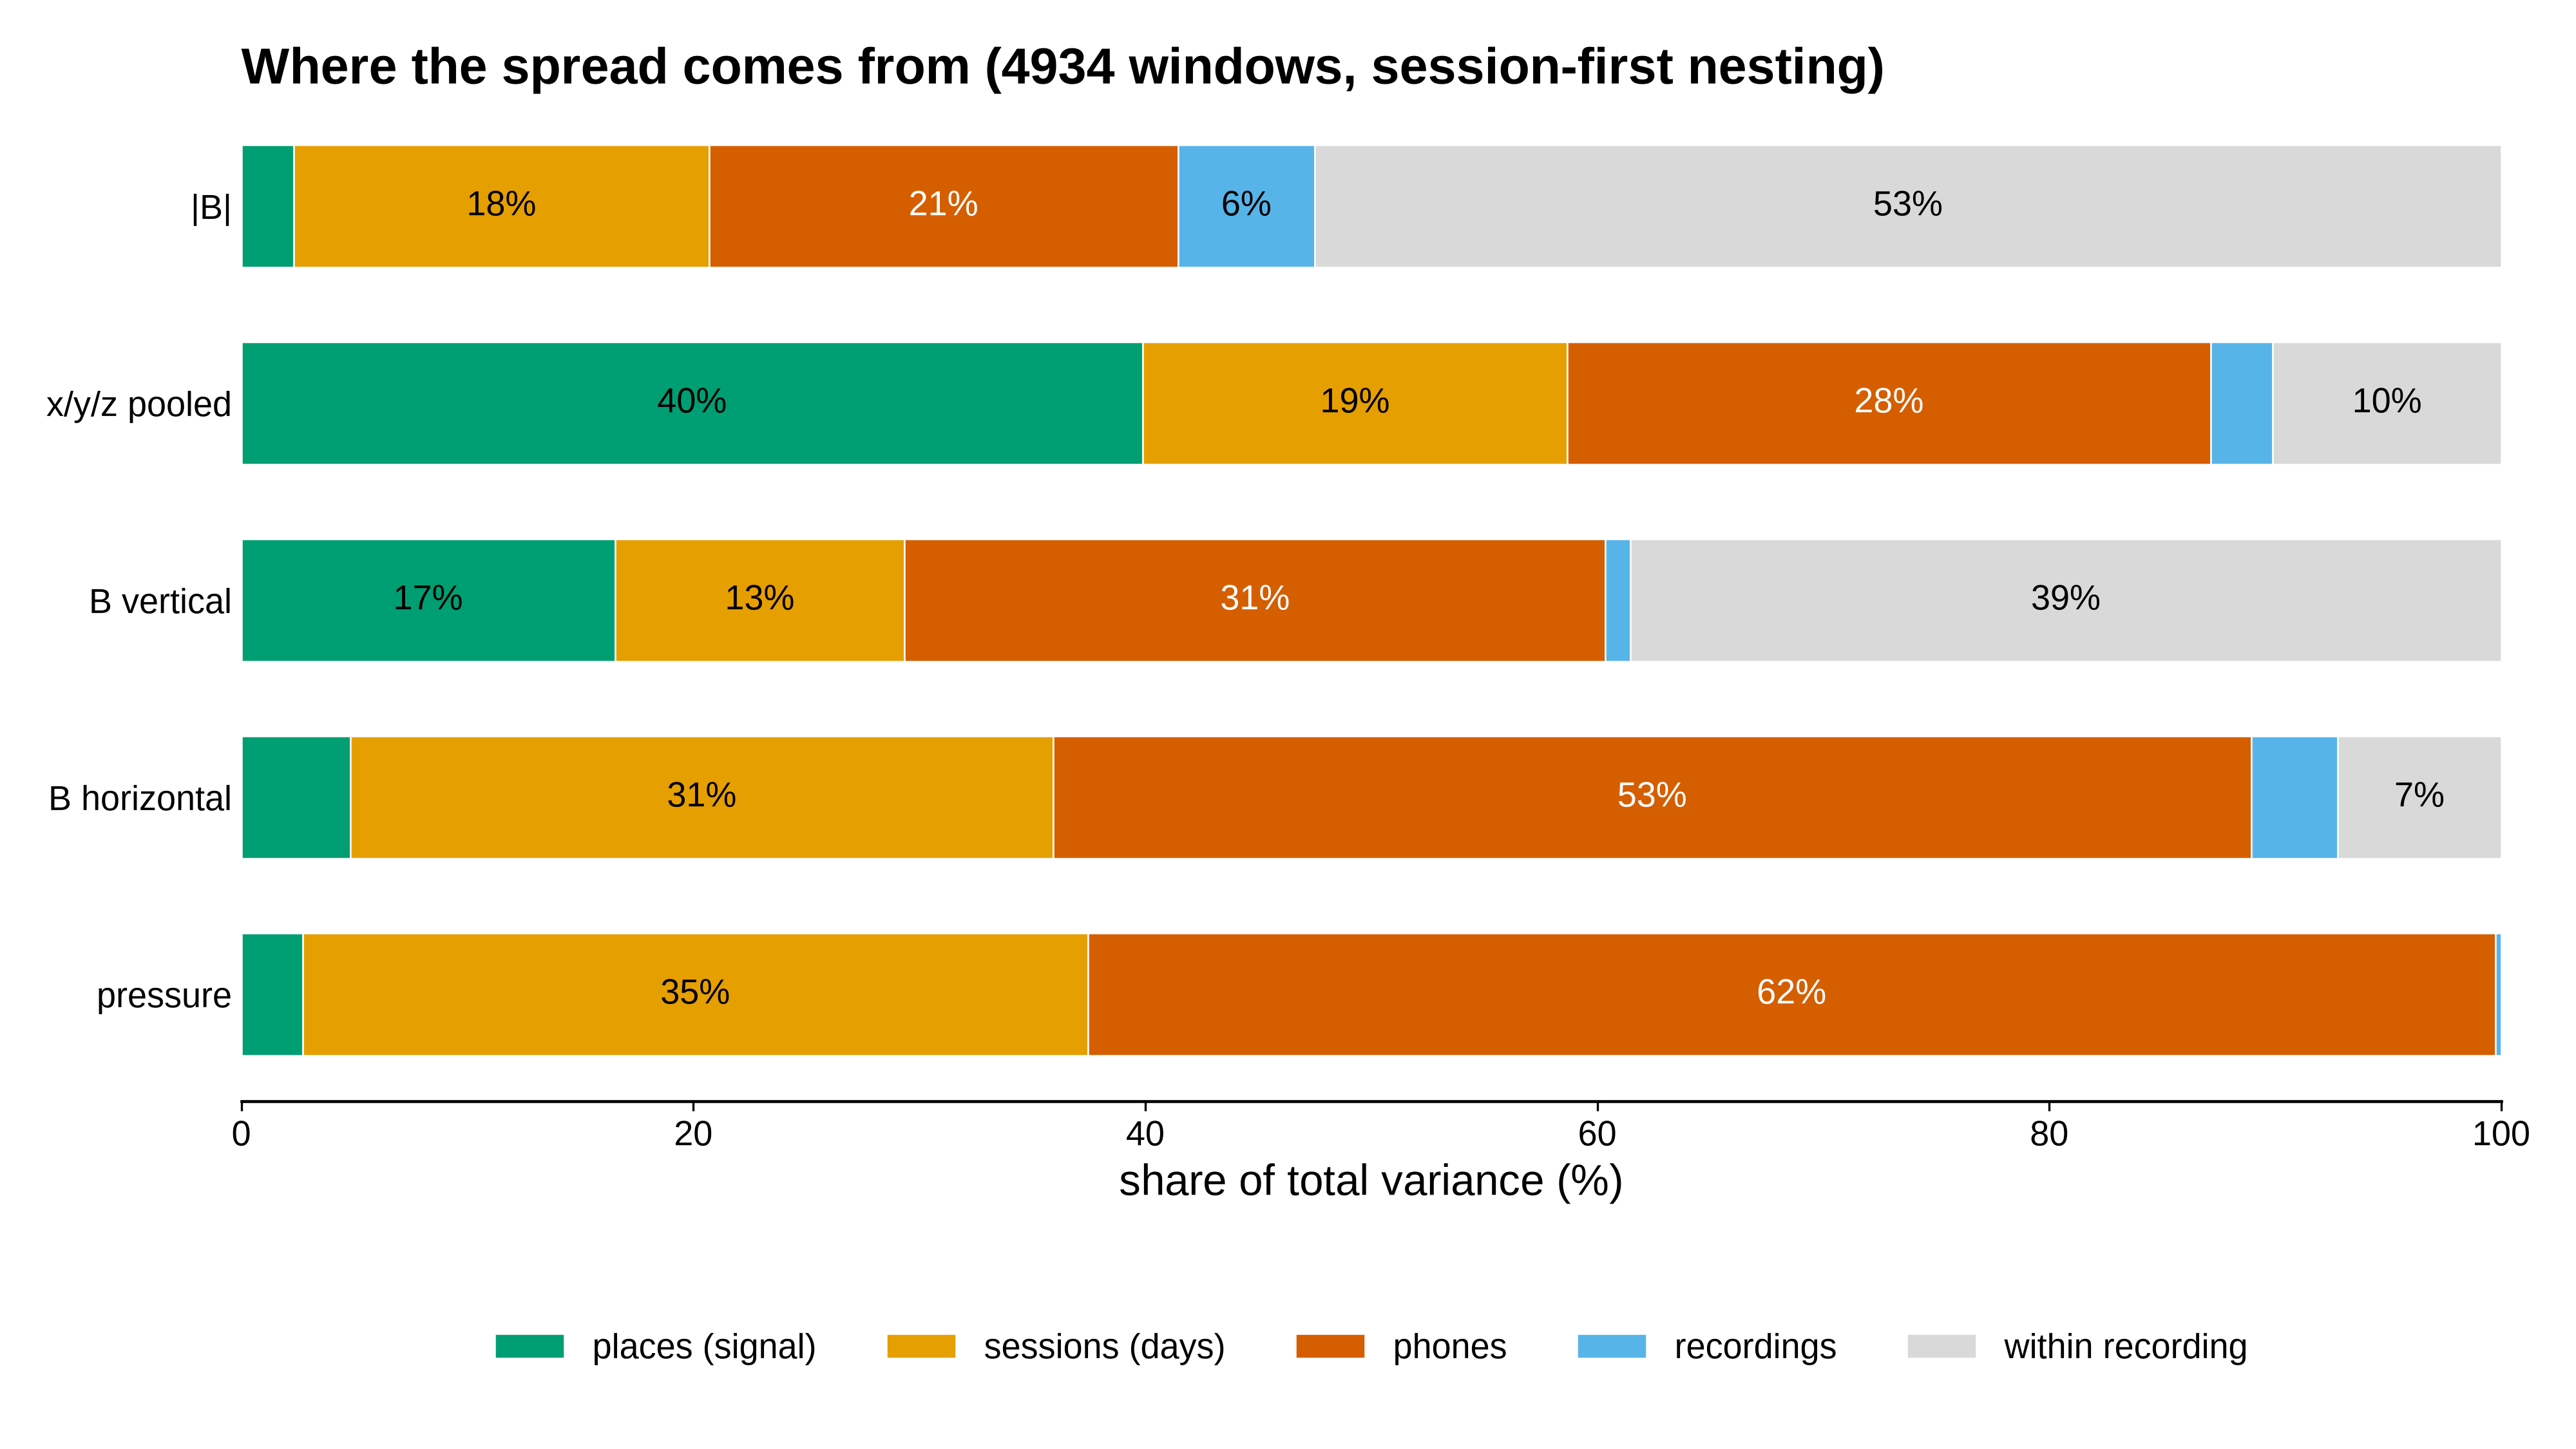 Where the spread comes from (4934 windows, session-first nesting)
|B| 18% 21% 6% 53%
x/y/z pooled 40% 19% 28% 10%
B vertical 17% 13% 31% 39%
B horizontal 31% 53% 7%
pressure 35% 62%
0 20 40 60 80 100
share of total variance (%)
places (signal) sessions (days) phones recordings within recording